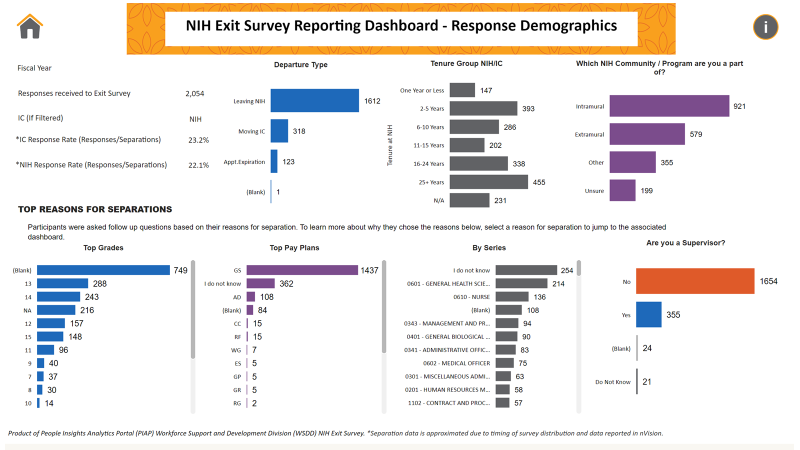 NIH Exit Survey Reporting Dashboard - Response Demographics
i
Fiscal Year
Responses received to Exit Survey 2,054
IC (If Filtered) NIH
*IC Response Rate (Responses/Separations) 23.2%
*NIH Response Rate (Responses/Separations) 22.1%
Departure Type
Leaving NIH 1612
Moving IC 318
Appt.Expiration 123
(Blank) 1
Tenure Group NIH/IC
Tenure at NIH
One Year or Less 147
2-5 Years 393
6-10 Years 286
11-15 Years 202
16-24 Years 338
25+ Years 455
N/A 231
Which NIH Community / Program are you a part
of?
Intramural 921
Extramural 579
Other 355
Unsure 199
TOP REASONS FOR SEPARATIONS
Participants were asked follow up questions based on their reasons for separation. To learn more about why they chose the reasons below, select a reason for separation to jump to the associated
dashboard.
Top Grades
(Blank) 749
13 288
14 243
NA 216
12 157
15 148
11 96
9 40
7 37
8 30
10 14
Top Pay Plans
GS 1437
I do not know 362
AD 108
(Blank) 84
CC 15
RF 15
WG 7
ES 5
GP 5
GR 5
RG 2
By Series
I do not know 254
0601 - GENERAL HEALTH SCIE... 214
0610 - NURSE 136
(Blank) 108
0343 - MANAGEMENT AND PR... 94
0401 - GENERAL BIOLOGICAL ... 90
0341 - ADMINISTRATIVE OFFIC... 83
0602 - MEDICAL OFFICER 75
0301 - MISCELLANEOUS ADMI... 63
0201 - HUMAN RESOURCES M... 58
1102 - CONTRACT AND PROC... 57
Are you a Supervisor?
No 1654
Yes 355
(Blank) 24
Do Not Know 21
Product of People Insights Analytics Portal (PIAP) Workforce Support and Development Division (WSDD) NIH Exit Survey. *Separation data is approximated due to timing of survey distribution and data reported in nVision.